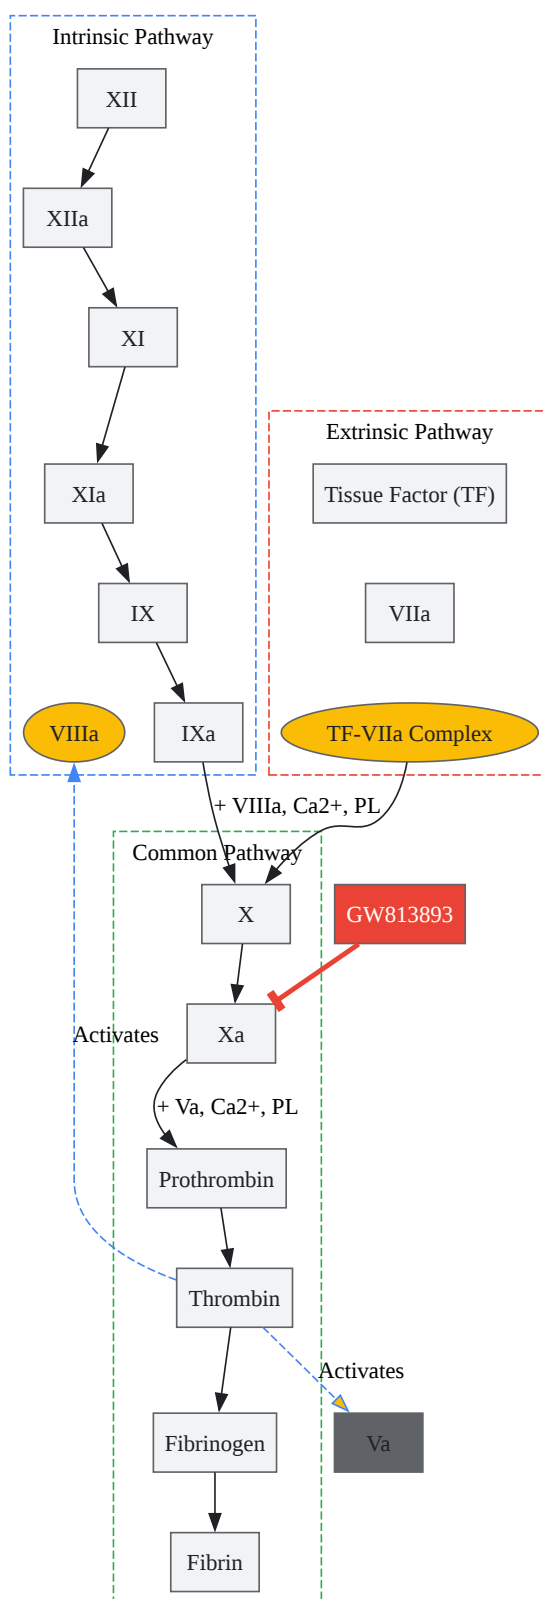 Intrinsic Pathway
XII
XIIa
XI
Extrinsic Pathway
XIa
Tissue Factor (TF)
IX
VIIa
VIIIa
IXa
TF-VIIa Complex
+ VIIIa, Ca2+, PL
Common Pathway
X
GW813893
Xa
Activates
+ Va, Ca2+, PL
Prothrombin
Thrombin
Activates
Fibrinogen
Va
Fibrin